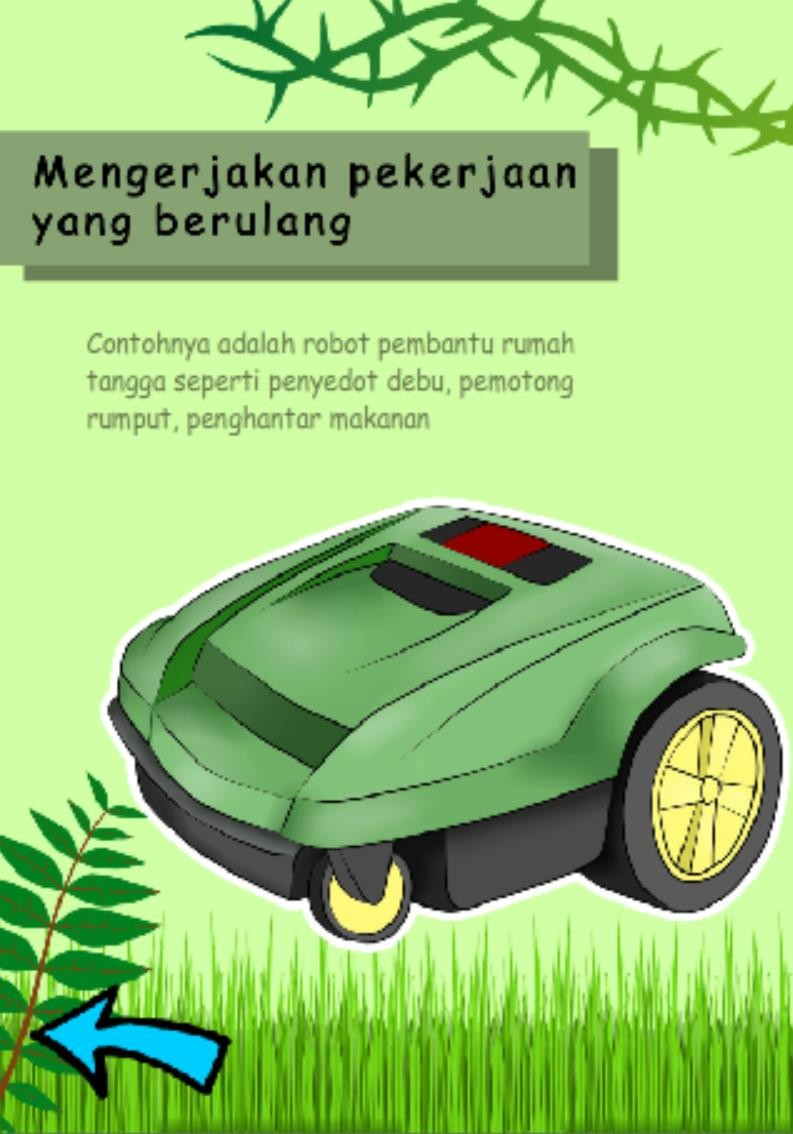 Mengerjakan pekerjaan
yang berulang
Contohnya adalah robot pembantu rumah
tangga seperti penyedot debu, pemotong
rumput, penghantar makanan